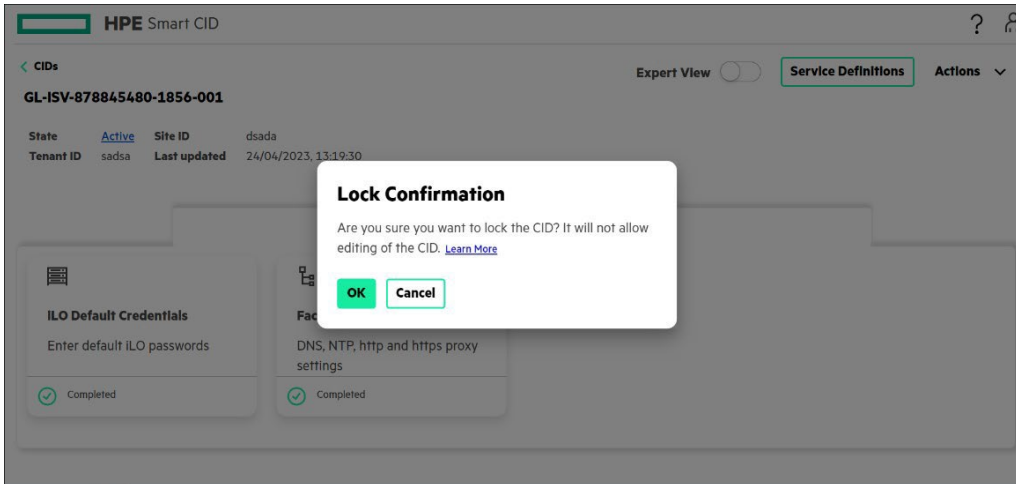 HPE Smart CID
?
CIDs
Expert View
Service Definitions
Actions
GL-ISV-878845480-1856-001
State Active Site ID dsada
Tenant ID sadsa Last updated 24/04/2023, 13:19:30
Lock Confirmation
Are you sure you want to lock the CID? It will not allow
editing of the CID. Learn More
OK
Cancel
iLO Default Credentials
Enter default iLO passwords
Completed
Fac
DNS, NTP, http and https proxy
settings
Completed